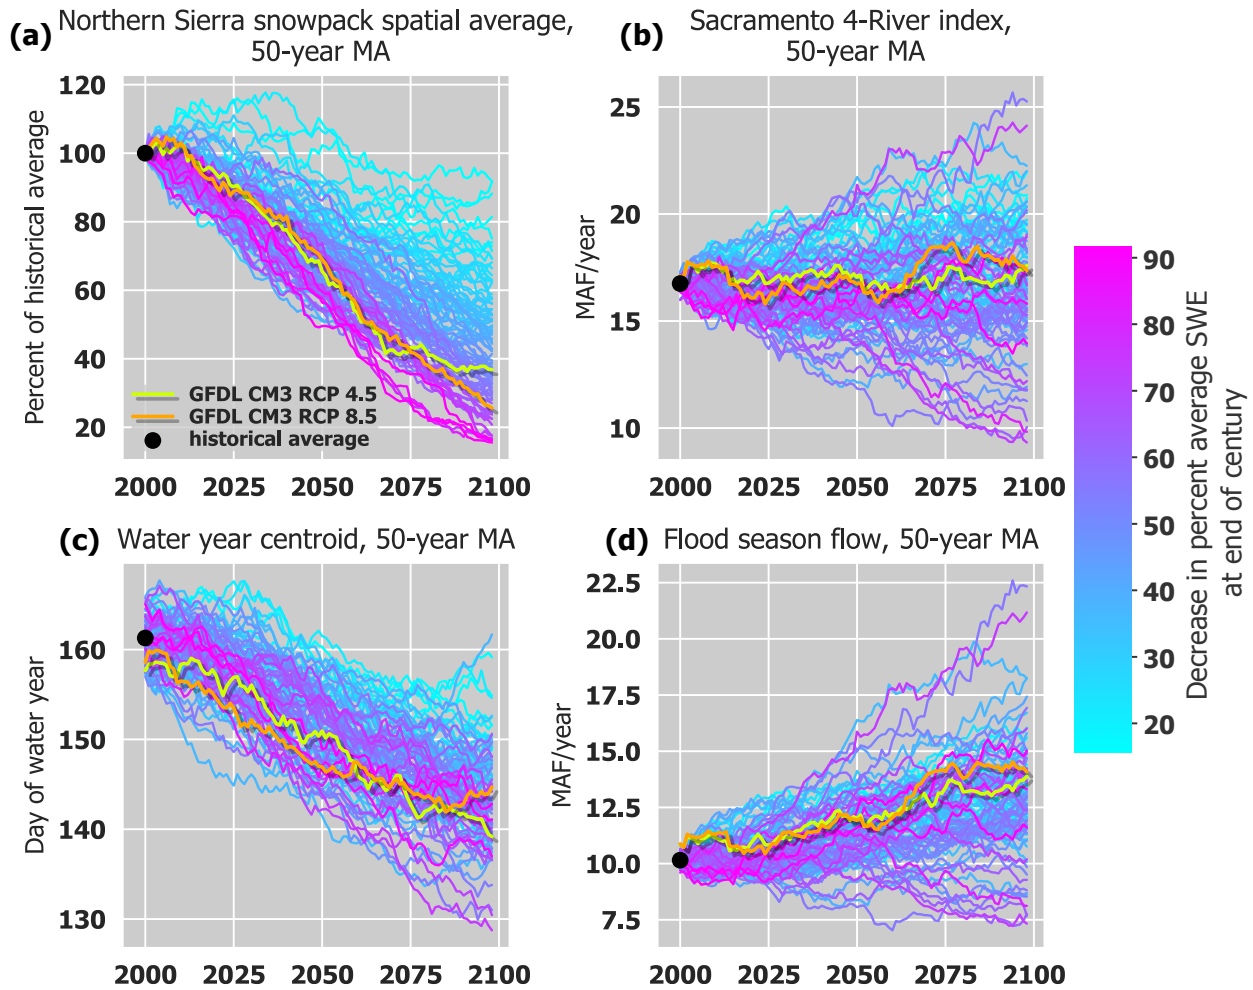 (a) Northern Sierra snowpack spatial average,
50-year MA
120
100
80
60
40
20
Percent of historical average
GFDL CM3 RCP 4.5
GFDL CM3 RCP 8.5
historical average
2000 2025 2050 2075 2100
(b) Sacramento 4-River index,
50-year MA
25
20
15
10
MAF/year
2000 2025 2050 2075 2100
(c) Water year centroid, 50-year MA
160
150
140
130
Day of water year
2000 2025 2050 2075 2100
(d) Flood season flow, 50-year MA
22.5
20.0
17.5
15.0
12.5
10.0
7.5
MAF/year
2000 2025 2050 2075 2100
90
80
70
60
50
40
30
20
Decrease in percent average SWE
at end of century